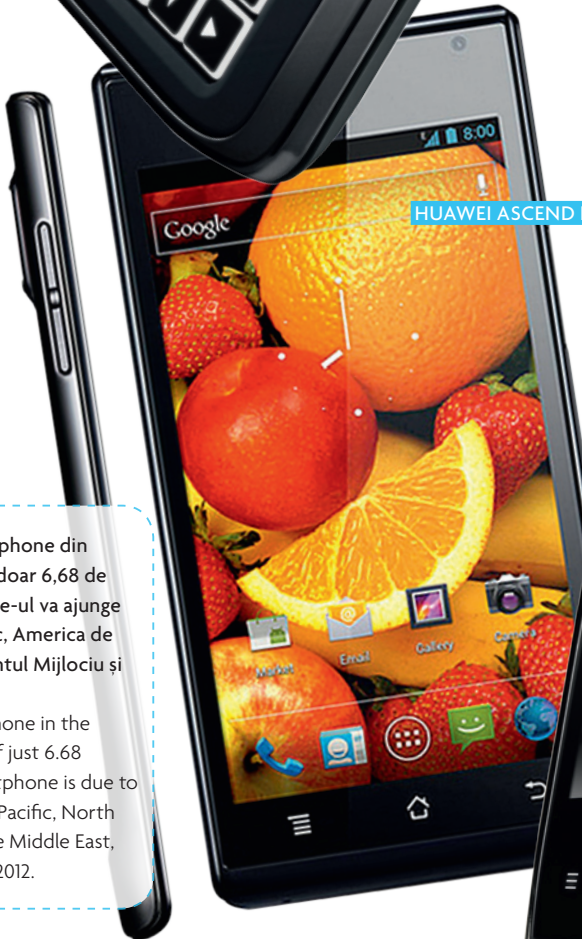 8:00
Google
HUAWEI ASCEND
phone din
doar 6,68 de
e-ul va ajunge
America de
ntul Mijlociu și
hone in the
f just 6.68
tphone is due to
Pacific, North
e Middle East,
2012.
Market
Email
Gallery
Camera